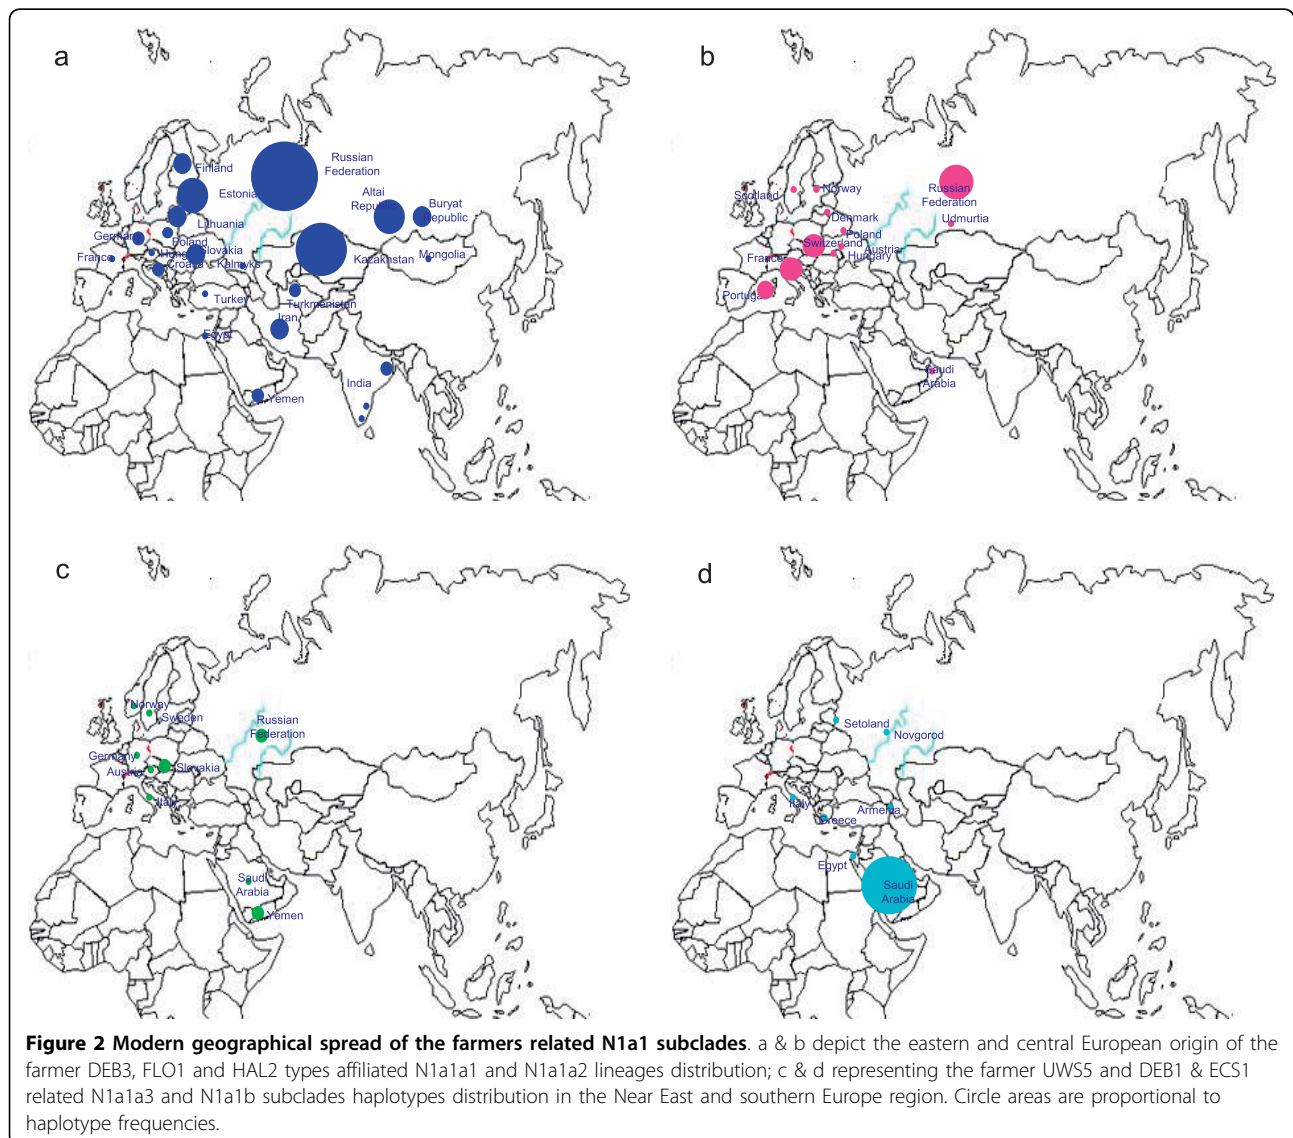 a
Finland
Russian
Federation
Estonia
Altai
Republic
Buryat
Republic
Lithuania
Germany
Poland
Slovakia
France
Croatia
Kalmyks
Kazakhstan
Mongolia
Turkey
Turkmenistan
Iran
Egypt
India
Yemen
b
Scotland
Norway
Russian
Federation
Denmark
Udmurtia
Poland
Switzerland
Austria
France
Hungary
Portugal
Saudi
Arabia
c
Norway
Sweden
Russian
Federation
Germany
Austria
Slovakia
Italy
Saudi
Arabia
Yemen
d
Setoland
Novgorod
Italy
Armenia
Greece
Egypt
Saudi
Arabia
Figure 2 Modern geographical spread of the farmers related N1a1 subclades. a & b depict the eastern and central European origin of the
farmer DEB3, FLO1 and HAL2 types affiliated N1a1a1 and N1a1a2 lineages distribution; c & d representing the farmer UWS5 and DEB1 & ECS1
related N1a1a3 and N1a1b subclades haplotypes distribution in the Near East and southern Europe region. Circle areas are proportional to
haplotype frequencies.